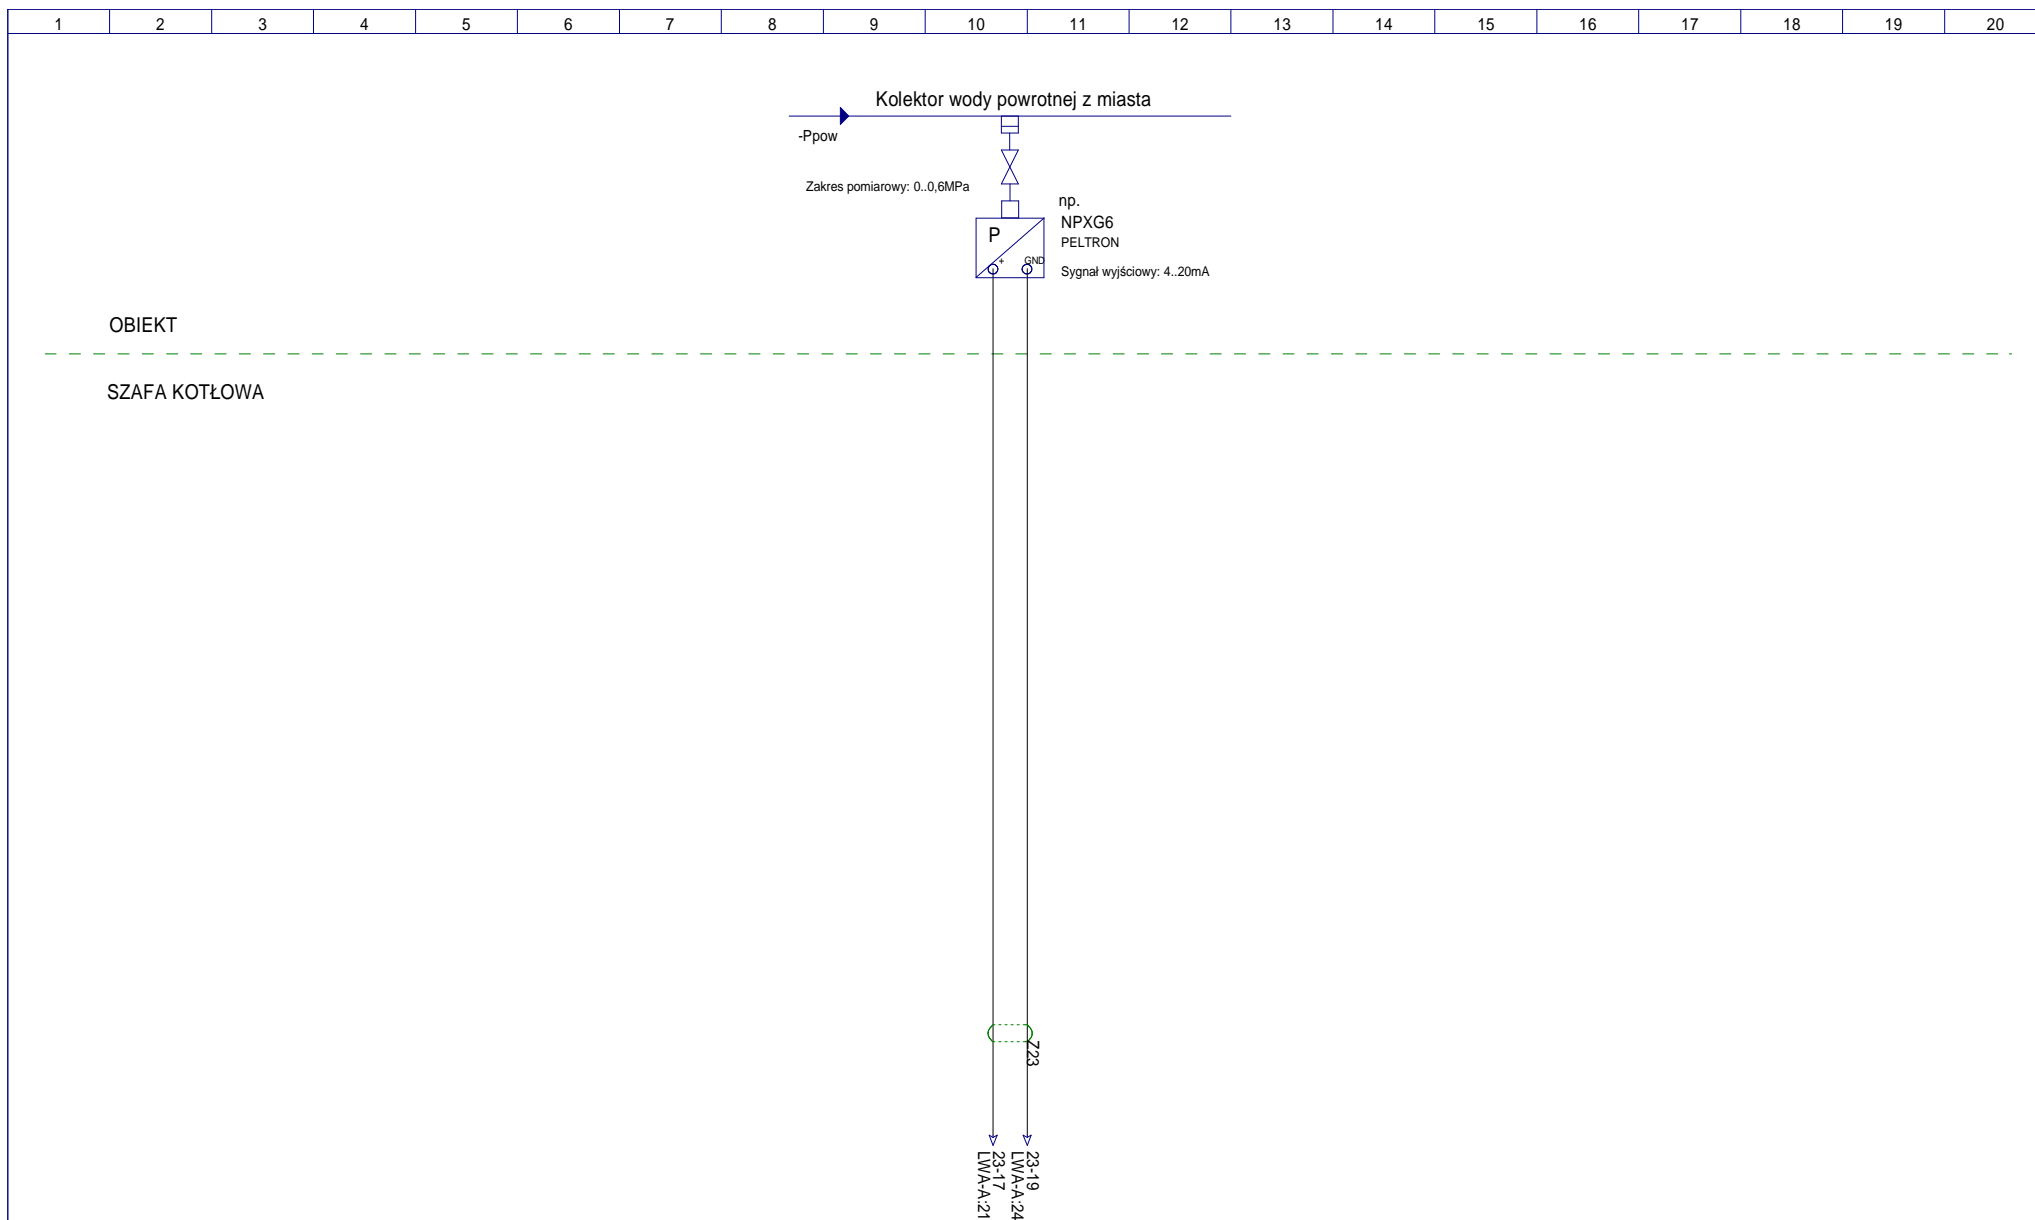 1 2 3 4 5 6 7 8 9 10 11 12 13 14 15 16 17 18 19 20
Kolektor wody powrotnej z miasta
-Ppow
Zakres pomiarowy: 0..0,6MPa
np.
NPXG6
PELTRON
Sygnał wyjściowy: 4..20mA
P
+
GND
OBIEKT
SZAFA KOTŁOWA
Z23
23-17
LWA-A:21
23-19
LWA-A:24